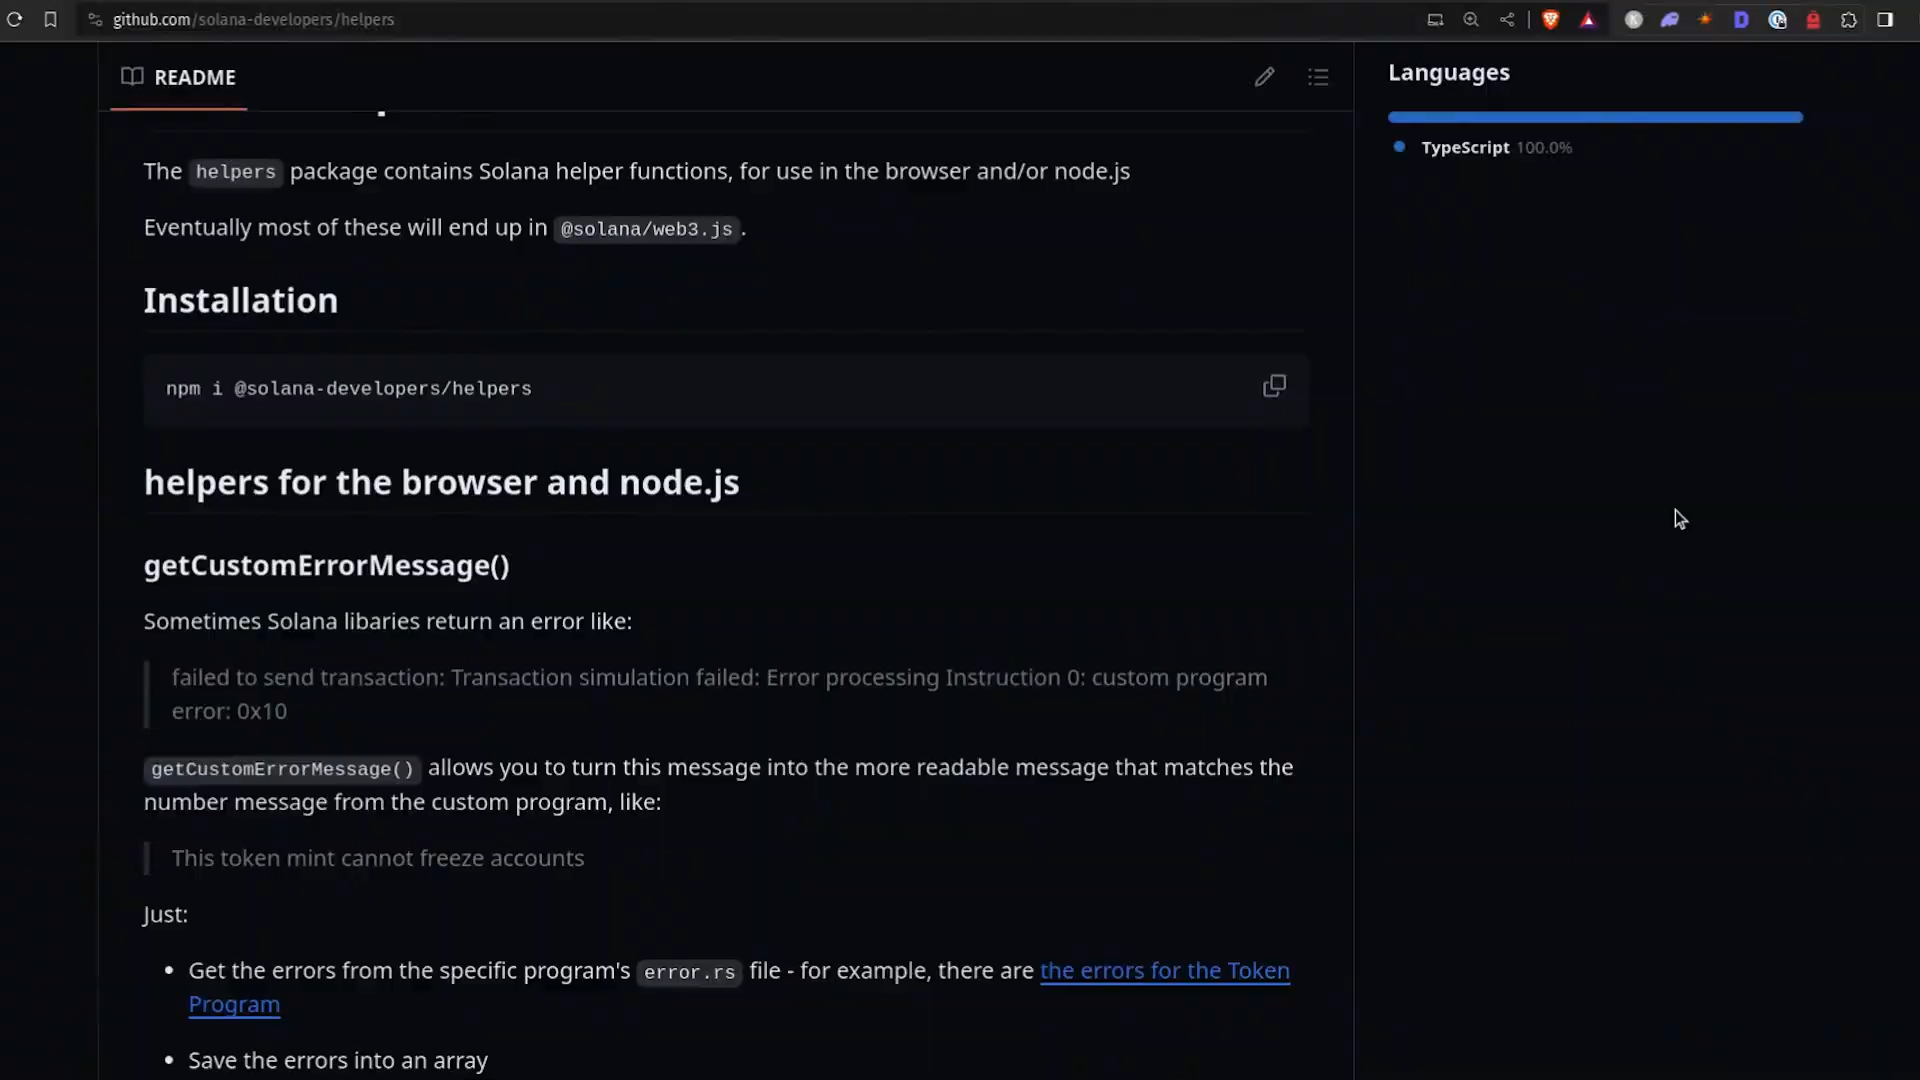 github.com/solana-developers/helpers
README
The helpers package contains Solana helper functions, for use in the browser and/or node.js
Eventually most of these will end up in @solana/web3.js.
Installation
npm i @solana-developers/helpers
helpers for the browser and node.js
getCustomErrorMessage()
Sometimes Solana libaries return an error like:
failed to send transaction: Transaction simulation failed: Error processing Instruction 0: custom program
error: 0x10
getCustomErrorMessage() allows you to turn this message into the more readable message that matches the
number message from the custom program, like:
This token mint cannot freeze accounts
Just:
• Get the errors from the specific program's error.rs file - for example, there are the errors for the Token
Program
• Save the errors into an array
Languages
TypeScript 100.0%